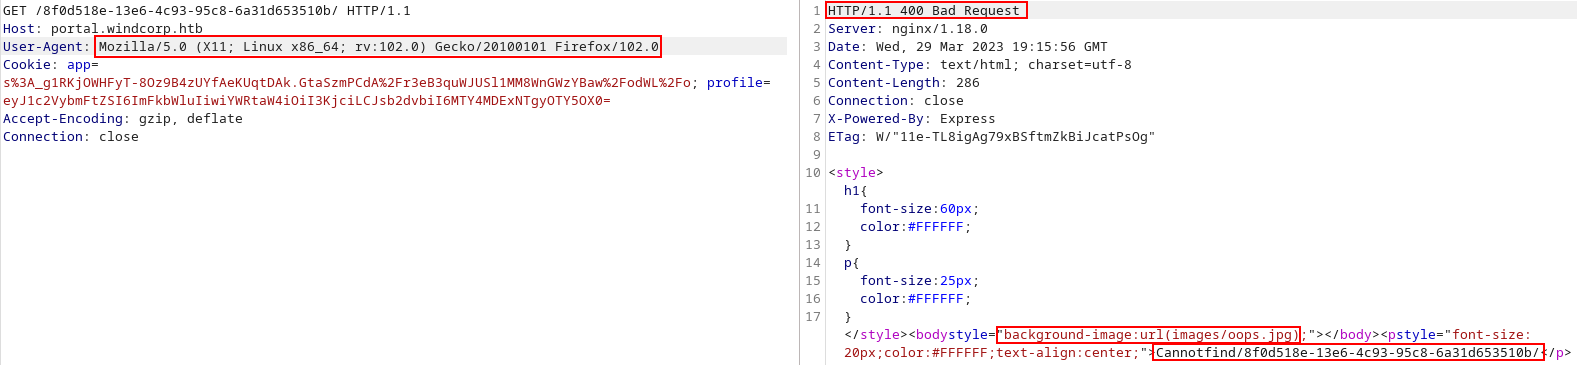 GET /8f0d518e-13e6-4c93-95c8-6a31d653510b/ HTTP/1.1
Host: portal.windcorp.htb
User-Agent: Mozilla/5.0 (X11; Linux x86_64; rv:102.0) Gecko/20100101 Firefox/102.0
Cookie: app=
s%3A_g1RKjOWHFyT-8Oz9B4zUYfAeKUqtDAk.GtaSzmPCdA%2Fr3eB3quWJUSl1MM8WnGWzYBaw%2FodWL%2Fo; profile=
eyJ1c2VybmFtZSI6ImFkbWluIiwiYWRtaW4iOiI3KjciLCJsb2dvbiI6MTY4MDExNTgyOTY5OX0=
Accept-Encoding: gzip, deflate
Connection: close
1 HTTP/1.1 400 Bad Request
2 Server: nginx/1.18.0
3 Date: Wed, 29 Mar 2023 19:15:56 GMT
4 Content-Type: text/html; charset=utf-8
5 Content-Length: 286
6 Connection: close
7 X-Powered-By: Express
8 ETag: W/"11e-TL8igAg79xBSftmZkBiJcatPsOg"
9
10 <style>
h1{
11 font-size:60px;
12 color:#FFFFFF;
13 }
14 p{
15 font-size:25px;
16 color:#FFFFFF;
17 }
</style><bodystyle="background-image:url(images/oops.jpg);"></body><pstyle="font-size:
20px;color:#FFFFFF;text-align:center;">Cannotfind/8f0d518e-13e6-4c93-95c8-6a31d653510b/</p>